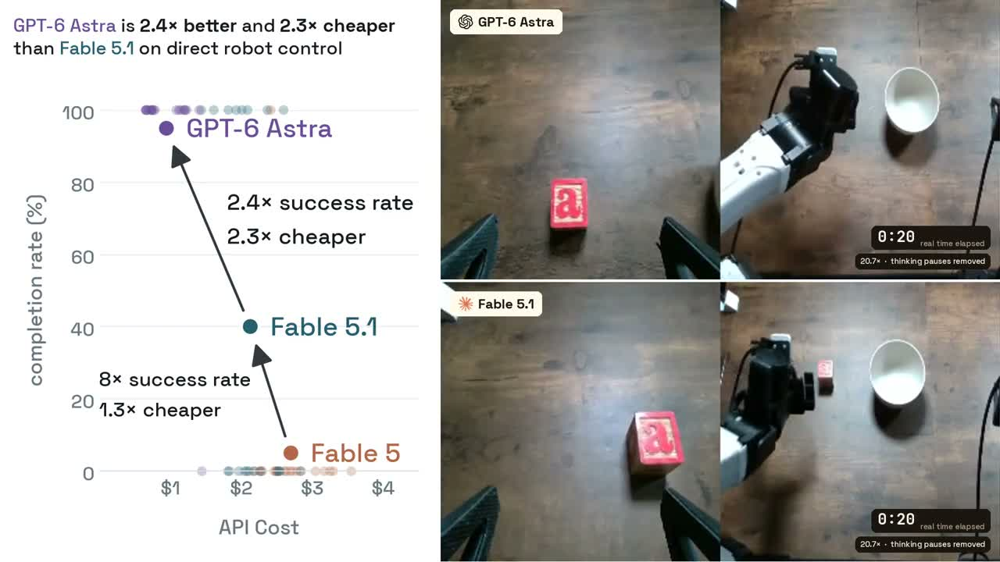 GPT-6 Astra is 2.4× better and 2.3× cheaper
than Fable 5.1 on direct robot control
completion rate (%)
100
80
60
40
20
0
GPT-6 Astra
2.4× success rate
2.3× cheaper
Fable 5.1
8× success rate
1.3× cheaper
Fable 5
$1
$2
$3
$4
API Cost
GPT-6 Astra
a
0:20 real time elapsed
20.7× · thinking pauses removed
Fable 5.1
a
0:20 real time elapsed
20.7× · thinking pauses removed